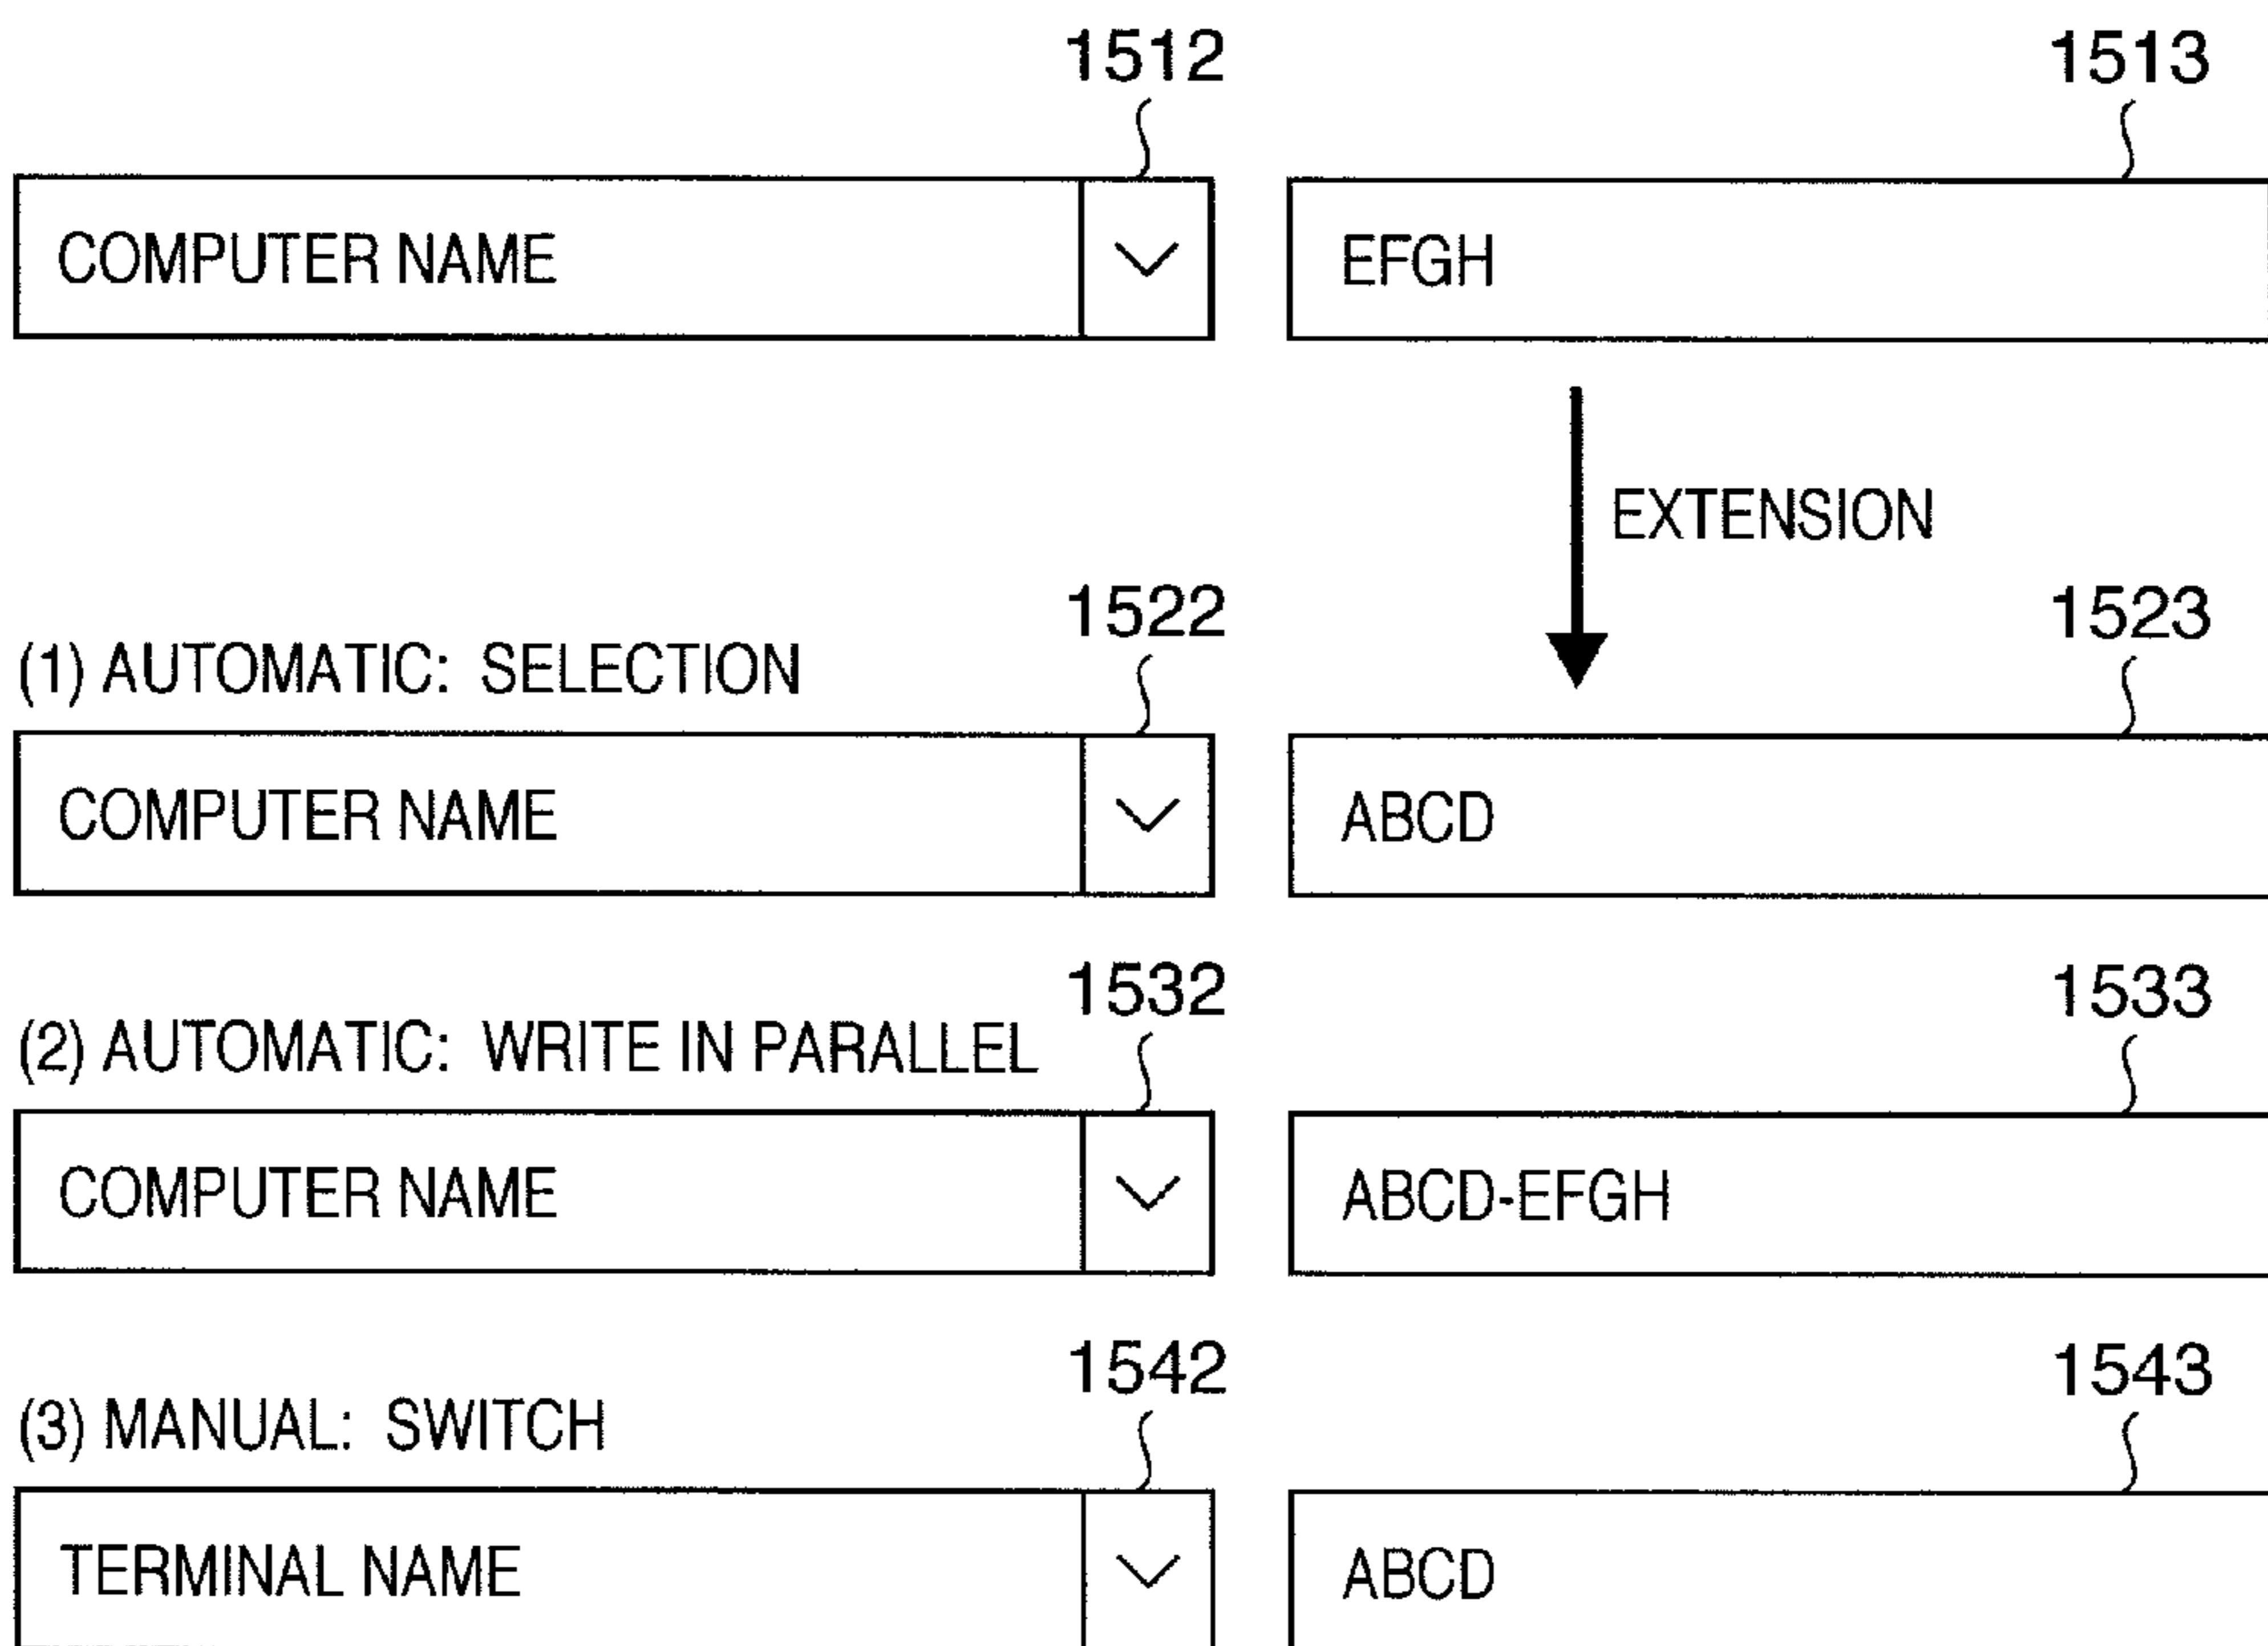 1512 1513
COMPUTER NAME EFGH
EXTENSION
1522 1523
(1) AUTOMATIC: SELECTION
COMPUTER NAME ABCD
1532 1533
(2) AUTOMATIC: WRITE IN PARALLEL
COMPUTER NAME ABCD-EFGH
1542 1543
(3) MANUAL: SWITCH
TERMINAL NAME ABCD